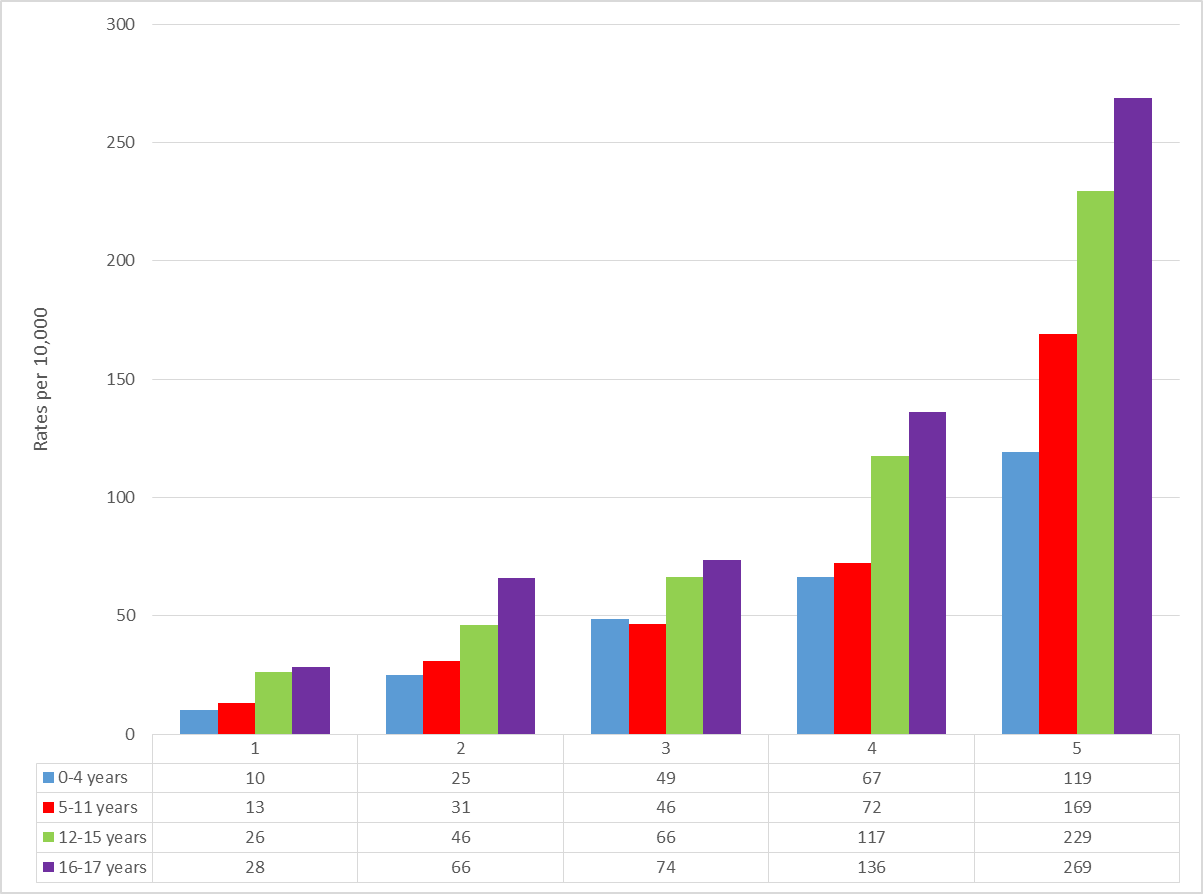 300
250
200
150
100
50
0
Rates per 10,000
1 2 3 4 5
0-4 years 10 25 49 67 119
5-11 years 13 31 46 72 169
12-15 years 26 46 66 117 229
16-17 years 28 66 74 136 269